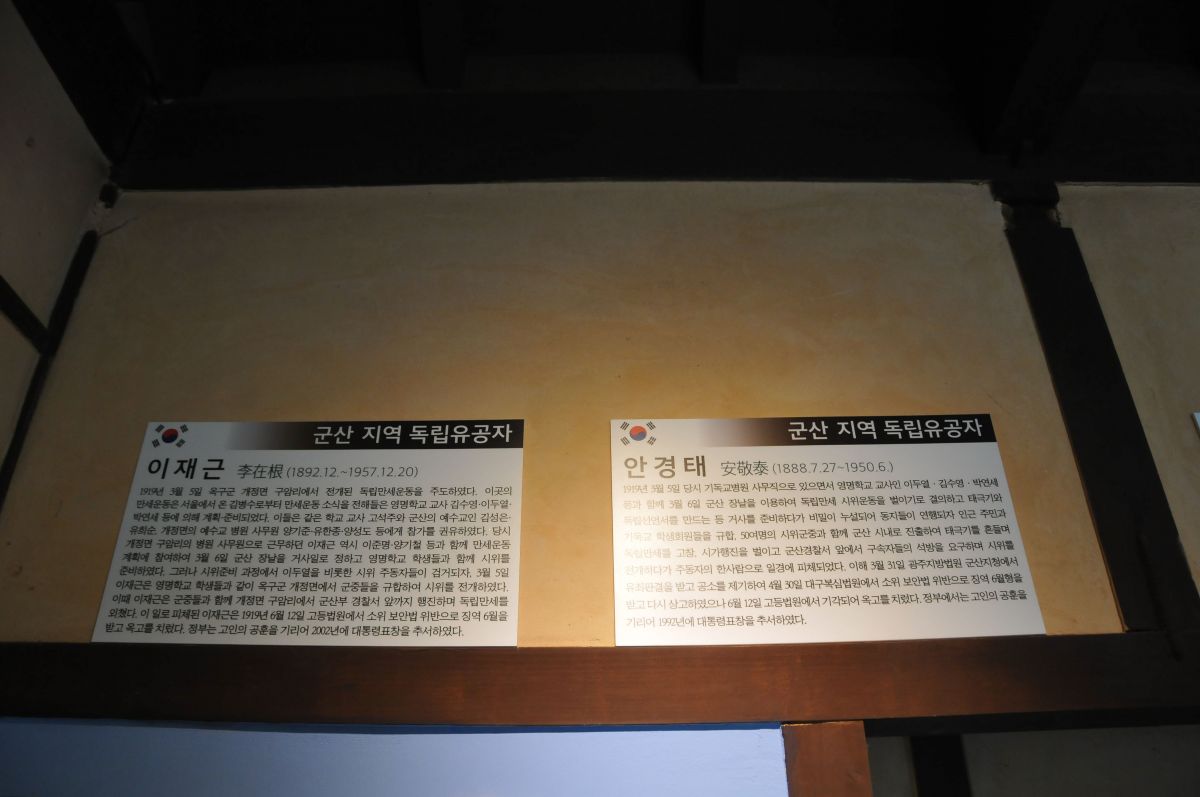 군산 지역 독립유공자
이재근 李在根 (1892.12.~1957.12.20)
1919년 3월 5일 옥구군 개정면 구암리에서 전개된 독립만세운동을 주도하였다. 이곳의
만세운동은 서울에서 온 김병수로부터 만세운동 소식을 전해들은 영명학교 교사 김수영·이두열·
박연세 등에 의해 계획·준비되었다. 이들은 같은 학교 교사 고석주와 군산의 예수교인 김성은·
유희순, 개정면의 예수교 병원 사무원 양기준·유한종·양성도 등에게 참가를 권유하였다. 당시
개정면 구암리의 병원 사무원으로 근무하던 이재근 역시 이준명·양기철 등과 함께 만세운동
계획에 참여하여 3월 6일 군산 장날을 거사일로 정하고 영명학교 학생들과 함께 시위를
준비하였다. 그러나 시위준비 과정에서 이두열을 비롯한 시위 주동자들이 검거되자, 3월 5일
이재근은 영명학교 학생들과 같이 옥구군 개정면에서 군중들을 규합하여 시위를 전개하였다.
이때 이재근은 군중들과 함께 개정면 구암리에서 군산부 경찰서 앞까지 행진하며 독립만세를
외쳤다. 이 일로 피체된 이재근은 1919년 6월 12일 고등법원에서 소위 보안법 위반으로 징역 6월을
받고 옥고를 치렀다. 정부는 고인의 공훈을 기리어 2002년에 대통령표창을 추서하였다.
군산 지역 독립유공자
안경태 安敬泰 (1888.7.27~1950.6.)
1919년 3월 5일 당시 기독교병원 사무직으로 있으면서 영명학교 교사인 이두열·김수영·박연세
등과 함께 3월 6일 군산 장날을 이용하여 독립만세 시위운동을 벌이기로 결의하고 태극기와
독립선언서를 만드는 등 거사를 준비하다가 비밀이 누설되어 동지들이 연행되자 인근 주민과
기독교 학생회원들을 규합, 50여명의 시위군중과 함께 군산 시내로 진출하여 태극기를 흔들며
독립만세를 고창, 시가행진을 벌이고 군산경찰서 앞에서 구속자들의 석방을 요구하며 시위를
전개하다가 주동자의 한사람으로 일경에 피체되었다. 이해 3월 31일 광주지방법원 군산지청에서
유죄판결을 받고 공소를 제기하여 4월 30일 대구복심법원에서 소위 보안법 위반으로 징역 6월형을
받고 다시 상고하였으나 6월 12일 고등법원에서 기각되어 옥고를 치렀다. 정부에서는 고인의 공훈을
기리어 1992년에 대통령표창을 추서하였다.